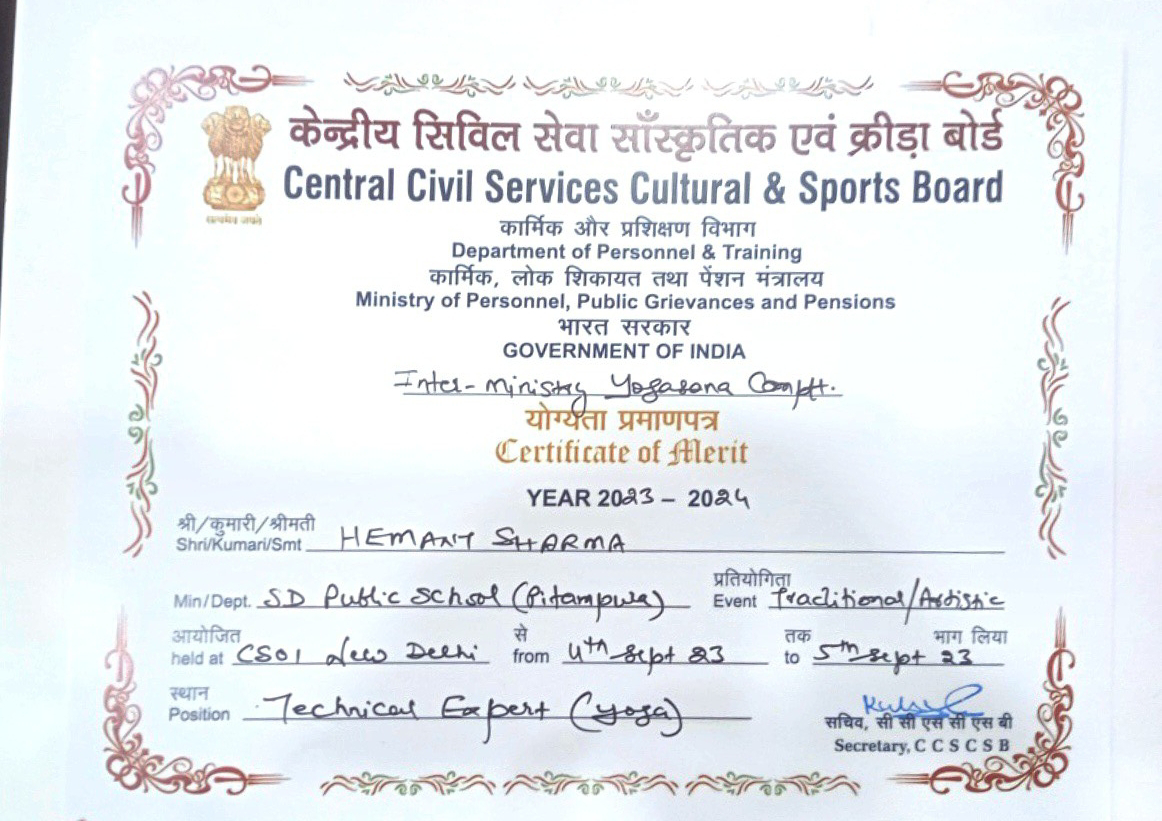 केन्द्रीय सिविल सेवा साँस्कृतिक एवं क्रीड़ा बोर्ड
Central Civil Services Cultural & Sports Board
सत्यमेव जयते
कार्मिक और प्रशिक्षण विभाग
Department of Personnel & Training
कार्मिक, लोक शिकायत तथा पेंशन मंत्रालय
Ministry of Personnel, Public Grievances and Pensions
भारत सरकार
GOVERNMENT OF INDIA
Inter-ministry Yogasana Comptt.
योग्यता प्रमाणपत्र
Certificate of Merit
YEAR 2023 – 2024
श्री/कुमारी/श्रीमती
Shri/Kumari/Smt HEMANT SHARMA
प्रतियोगिता
Min/Dept. SD Public School (Pitampura) Event Traditional/Artistic
आयोजित से तक भाग लिया
held at CSOI New Delhi from 4th Sept 23 to 5th Sept 23
स्थान
Position Technical Expert (yoga)
सचिव, सी सी एस सी एस बी
Secretary, C C S C S B